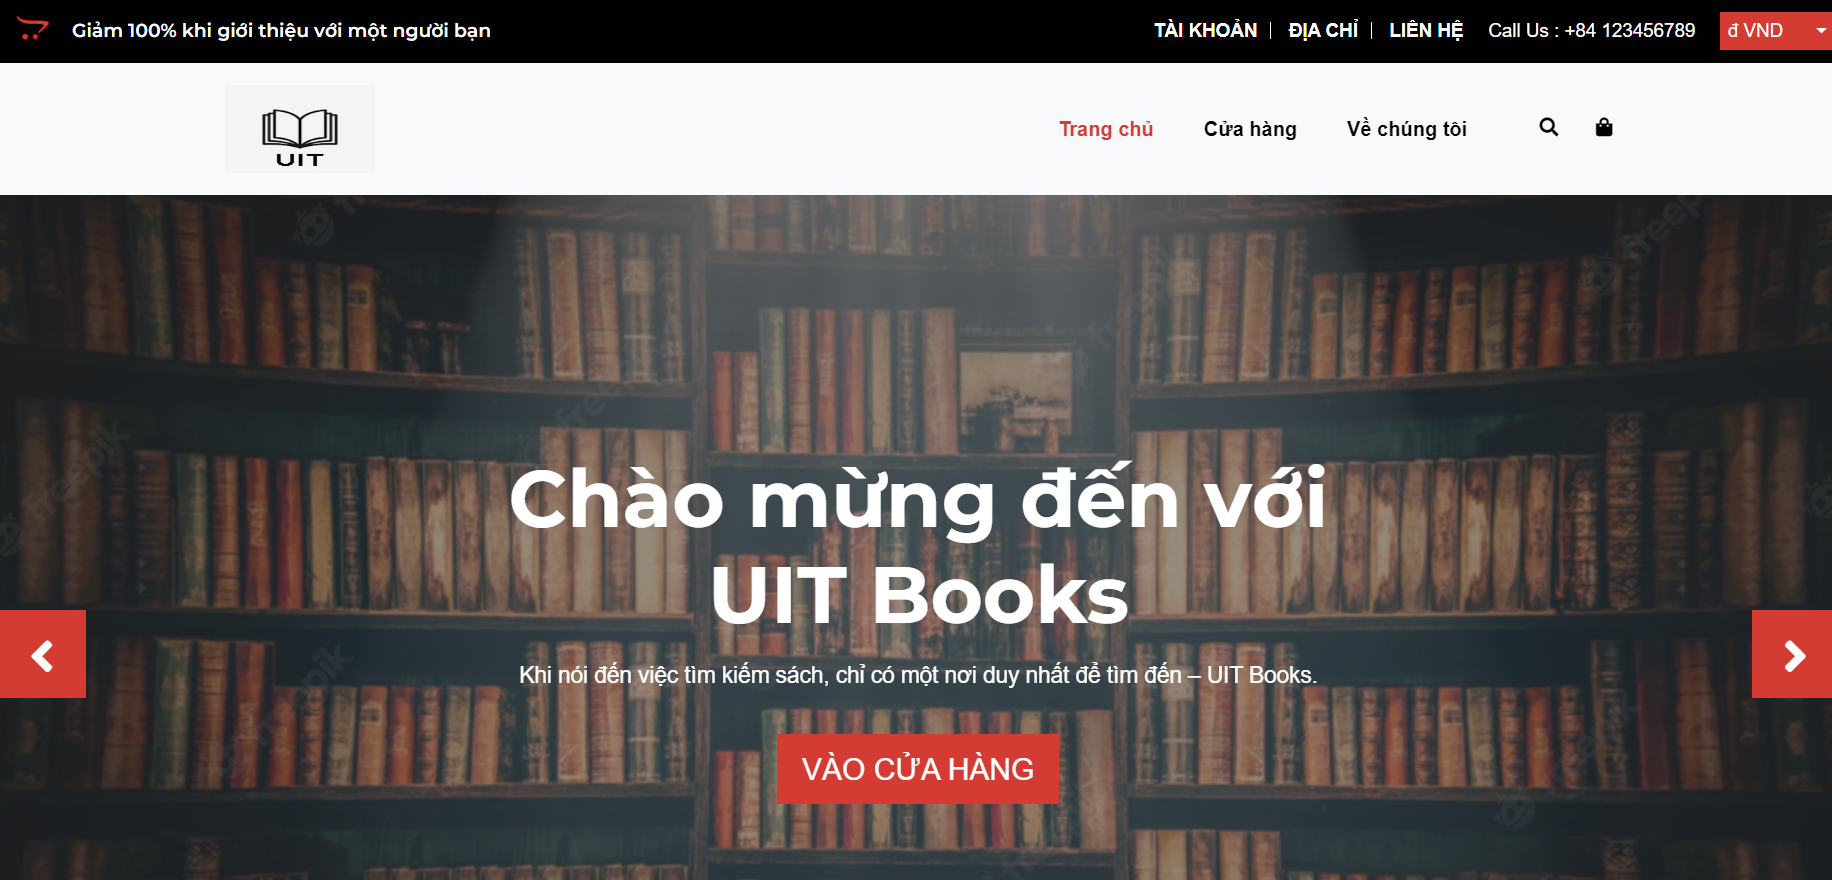 Giảm 100% khi giới thiệu với một người bạn
TÀI KHOẢN | ĐỊA CHỈ | LIÊN HỆ Call Us : +84 123456789 đ VND
UIT
Trang chủ Cửa hàng Về chúng tôi
Chào mừng đến với
UIT Books
Khi nói đến việc tìm kiếm sách, chỉ có một nơi duy nhất để tìm đến – UIT Books.
VÀO CỬA HÀNG
freepik
freepik